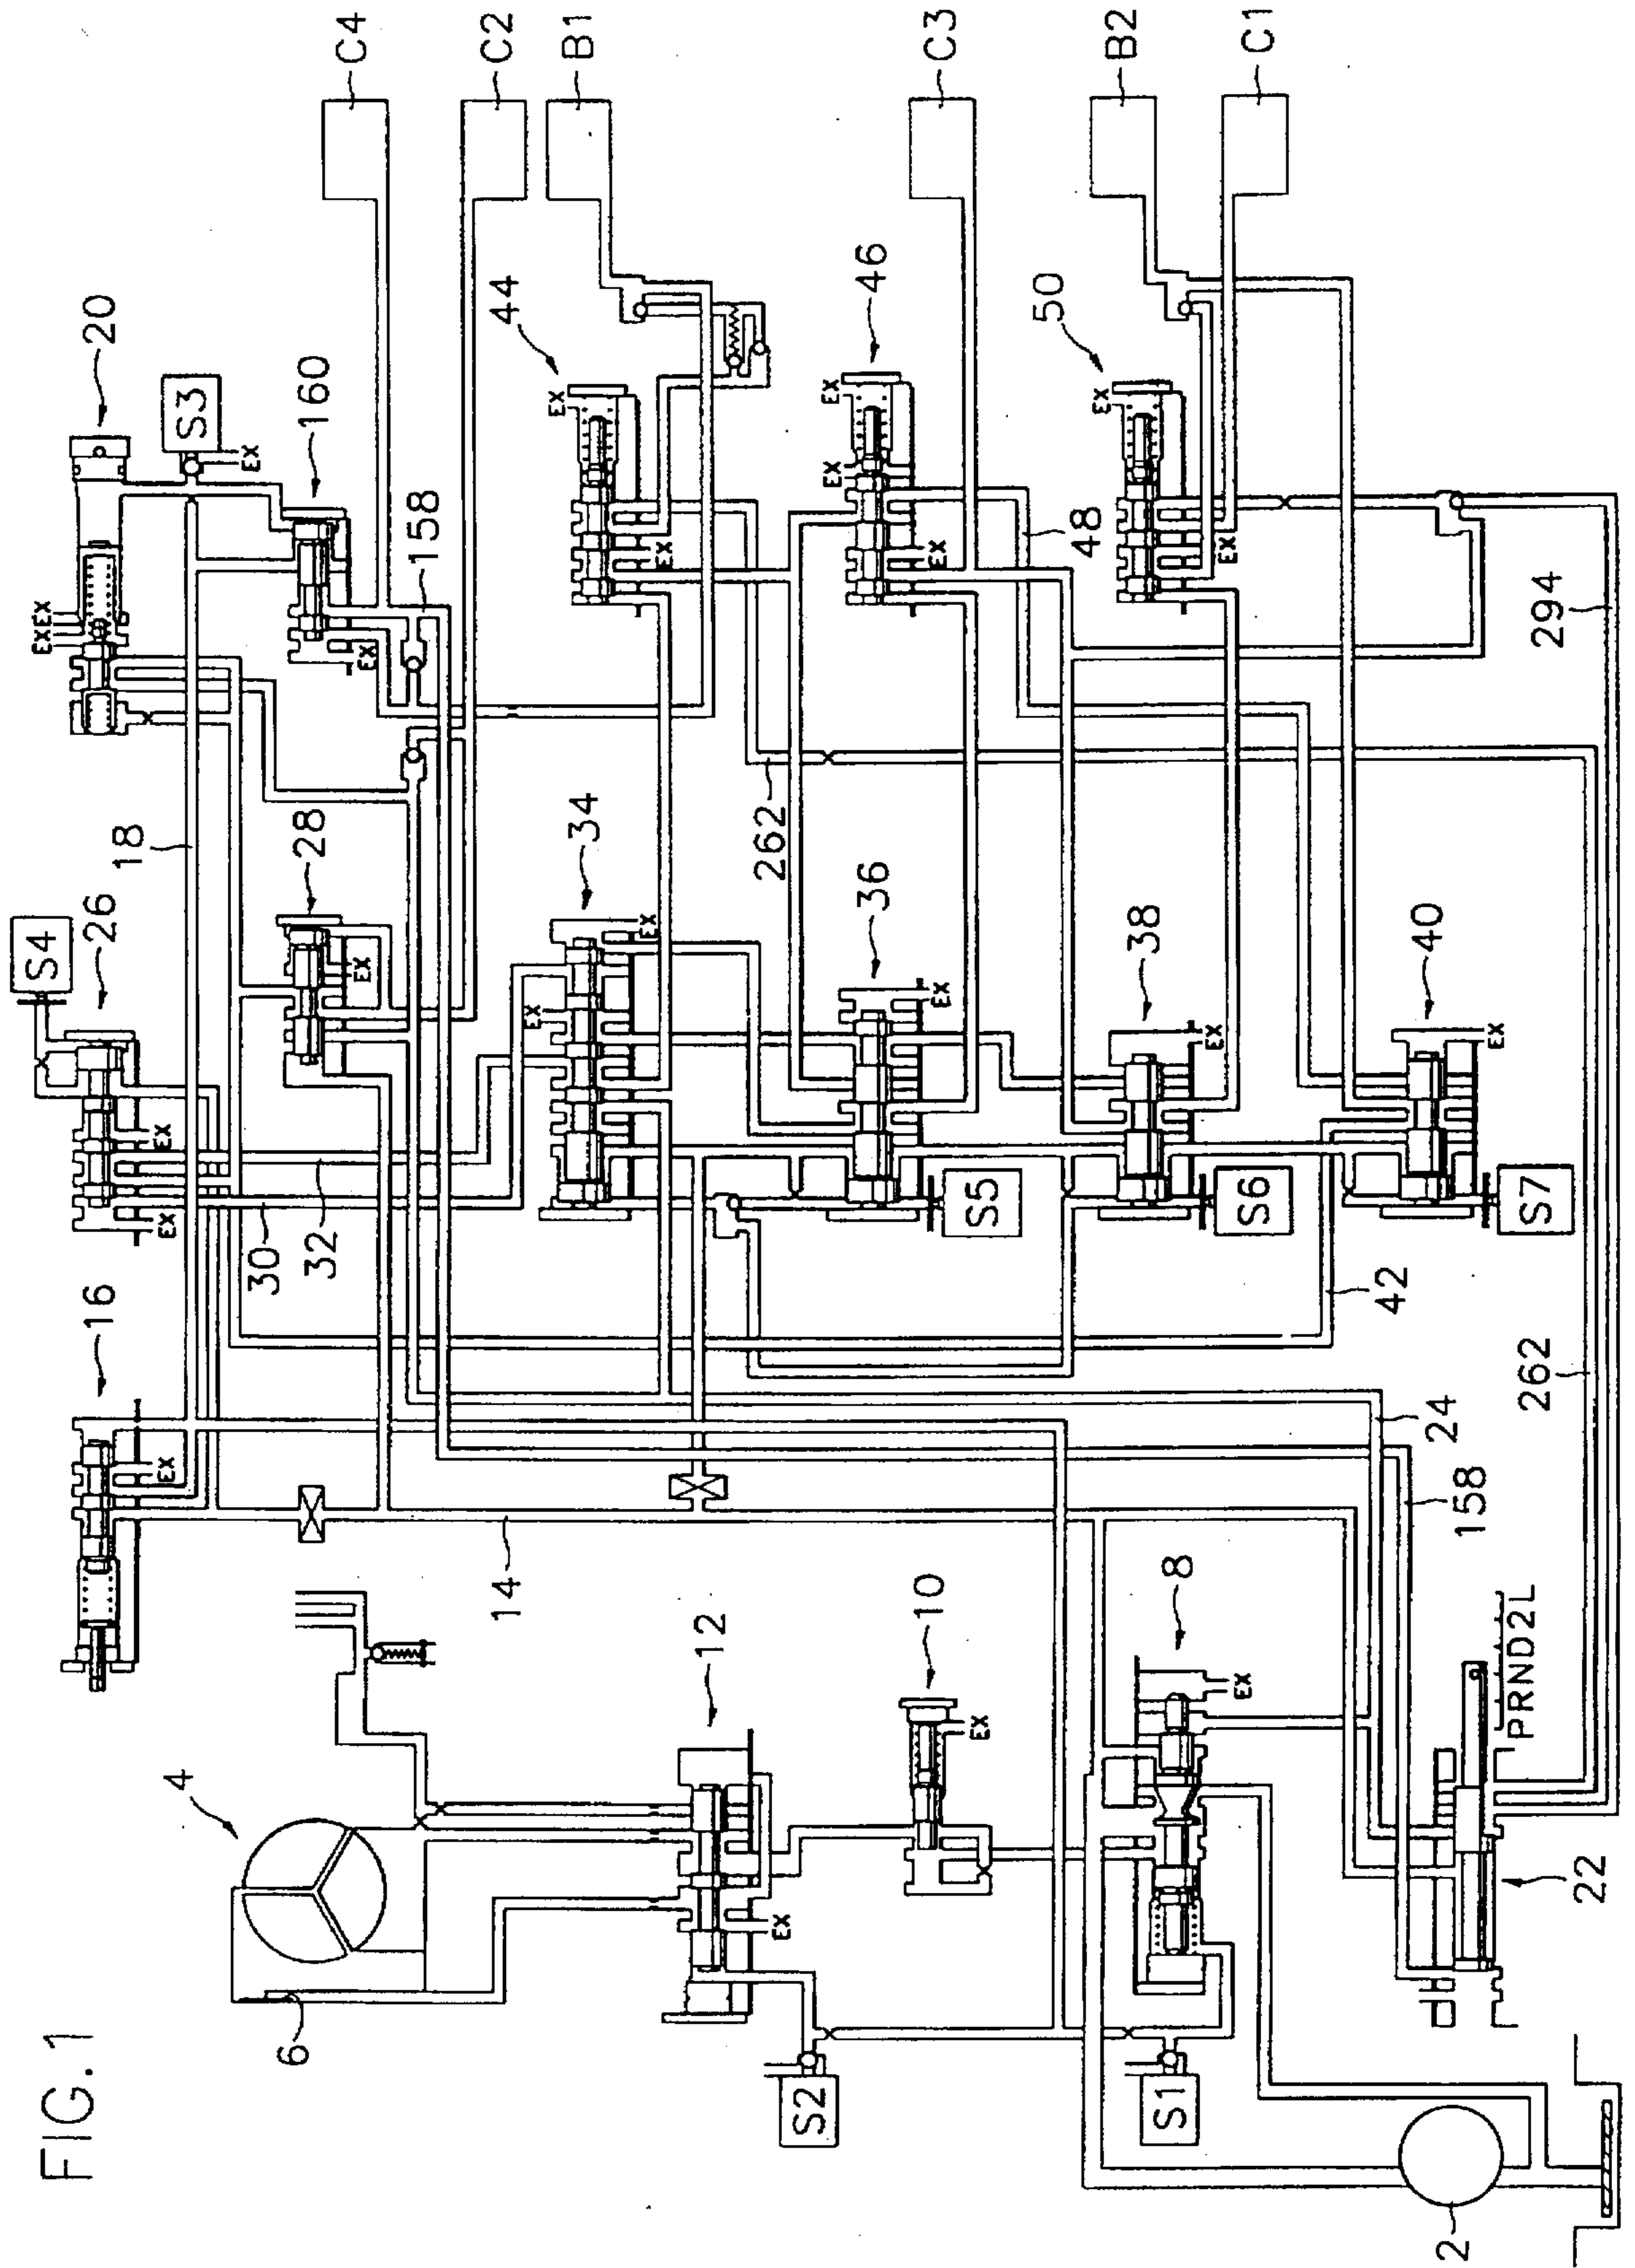 FIG.1
S4
EXEX
16
26
20
18
EX
EX
EX
4
S3
EX
30
6
32
28
160
EX
EX
C4
158
C2
14
44
EX
EX
B1
34
EX
EX
12
262
EX
S2
EX
EX
36
46
10
C3
EX
EX
EX
S5
50
48
EX
B2
38
S1
8
EX
EX
EX
S6
C1
42
40
24
2
158
EX
PRND2L
262
S7
294
22